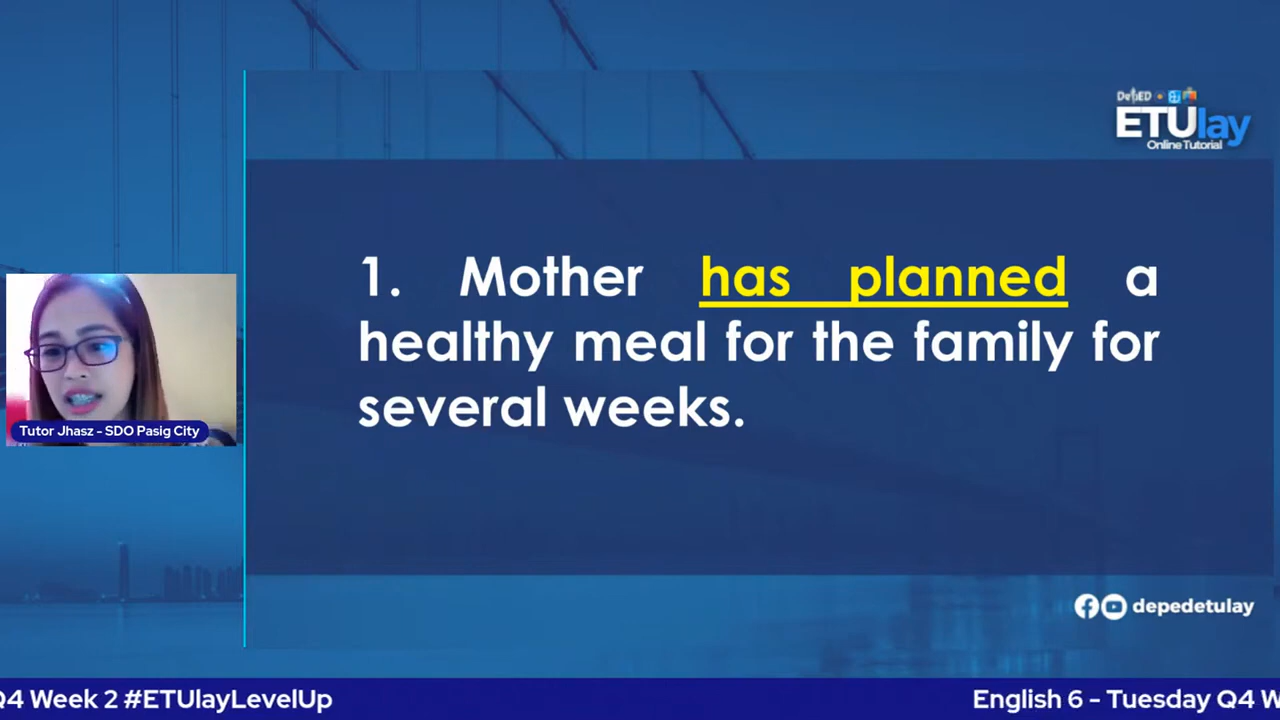 DepED
ETUlay
Online Tutorial
1. Mother has planned a
healthy meal for the family for
several weeks.
Tutor Jhasz - SDO Pasig City
depedetulay
Q4 Week 2 #ETUlayLevelUp
English 6 - Tuesday Q4 W